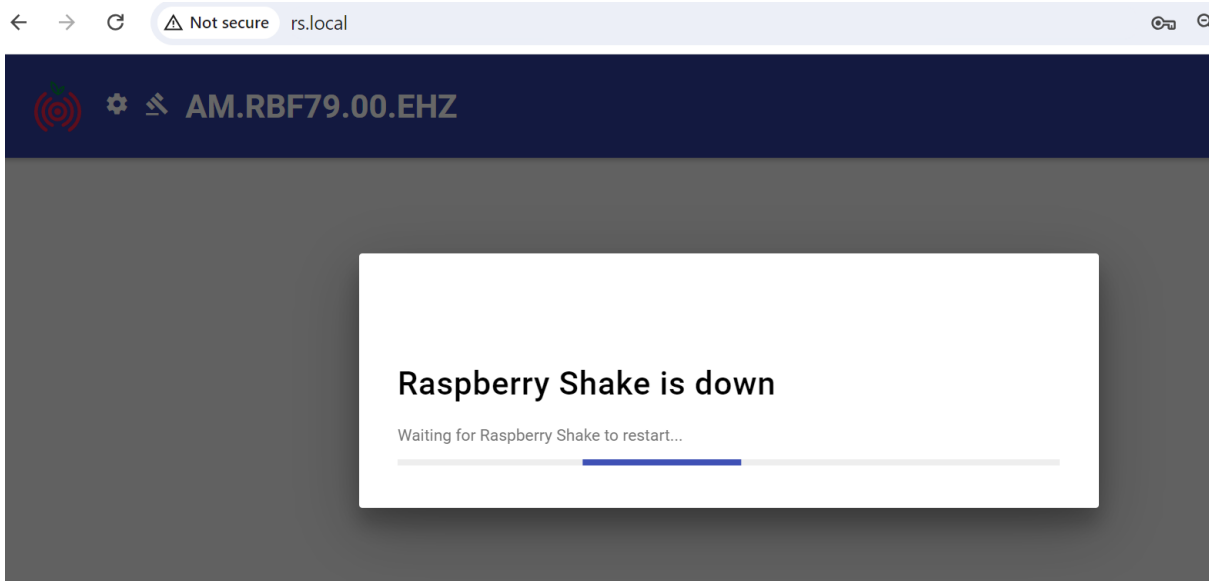 Not secure rs.local
AM.RBF79.00.EHZ
Raspberry Shake is down
Waiting for Raspberry Shake to restart...